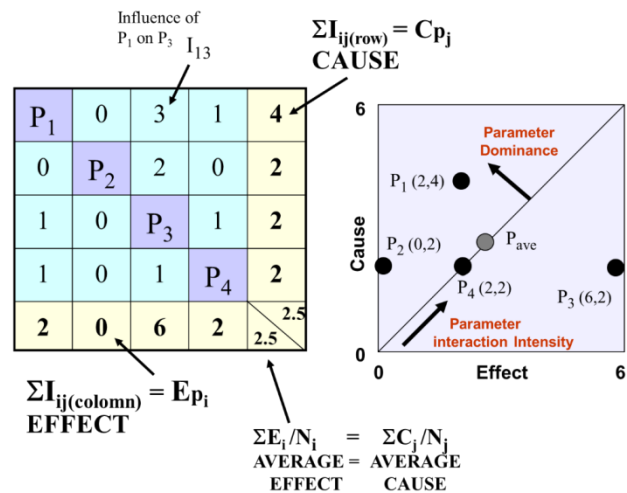 Influence of
P1 on P3 I13
ΣIij(row) = Cpj
CAUSE
P1 0 3 1 4
0 P2 2 0 2
1 0 P3 1 2
1 0 1 P4 2
2 0 6 2 2.5 2.5
ΣIij(colomn) = Epi
EFFECT
ΣEi/Ni = ΣCj/Nj
AVERAGE = AVERAGE
EFFECT CAUSE
6
Parameter
Dominance
P1 (2,4)
P2 (0,2)
Pave
P4 (2,2)
P3 (6,2)
Parameter
interaction Intensity
Cause
0
0 Effect 6